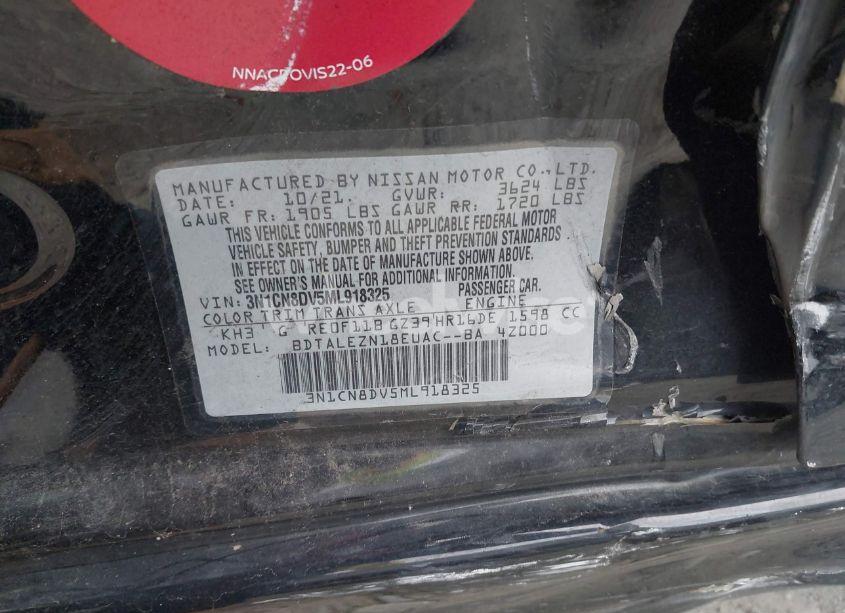 NNACROVIS22-06
MANUFACTURED BY NISSAN MOTOR CO.,LTD.
DATE: 10/21. GVWR: 3624 LBS
GAWR FR: 1905 LBS GAWR RR: 1720 LBS
THIS VEHICLE CONFORMS TO ALL APPLICABLE FEDERAL MOTOR
VEHICLE SAFETY, BUMPER AND THEFT PREVENTION STANDARDS
IN EFFECT ON THE DATE OF MANUFACTURE SHOWN ABOVE.
SEE OWNER'S MANUAL FOR ADDITIONAL INFORMATION.
VIN: 3N1CN8DV5ML918325 PASSENGER CAR.
COLOR TRIM TRANS AXLE ENGINE
KH3 G RE0F11B GZ39 HR16DE 1598 CC
MODEL: BDTALEZN18EUAC--BA 4Z000
3N1CN8DV5ML918325